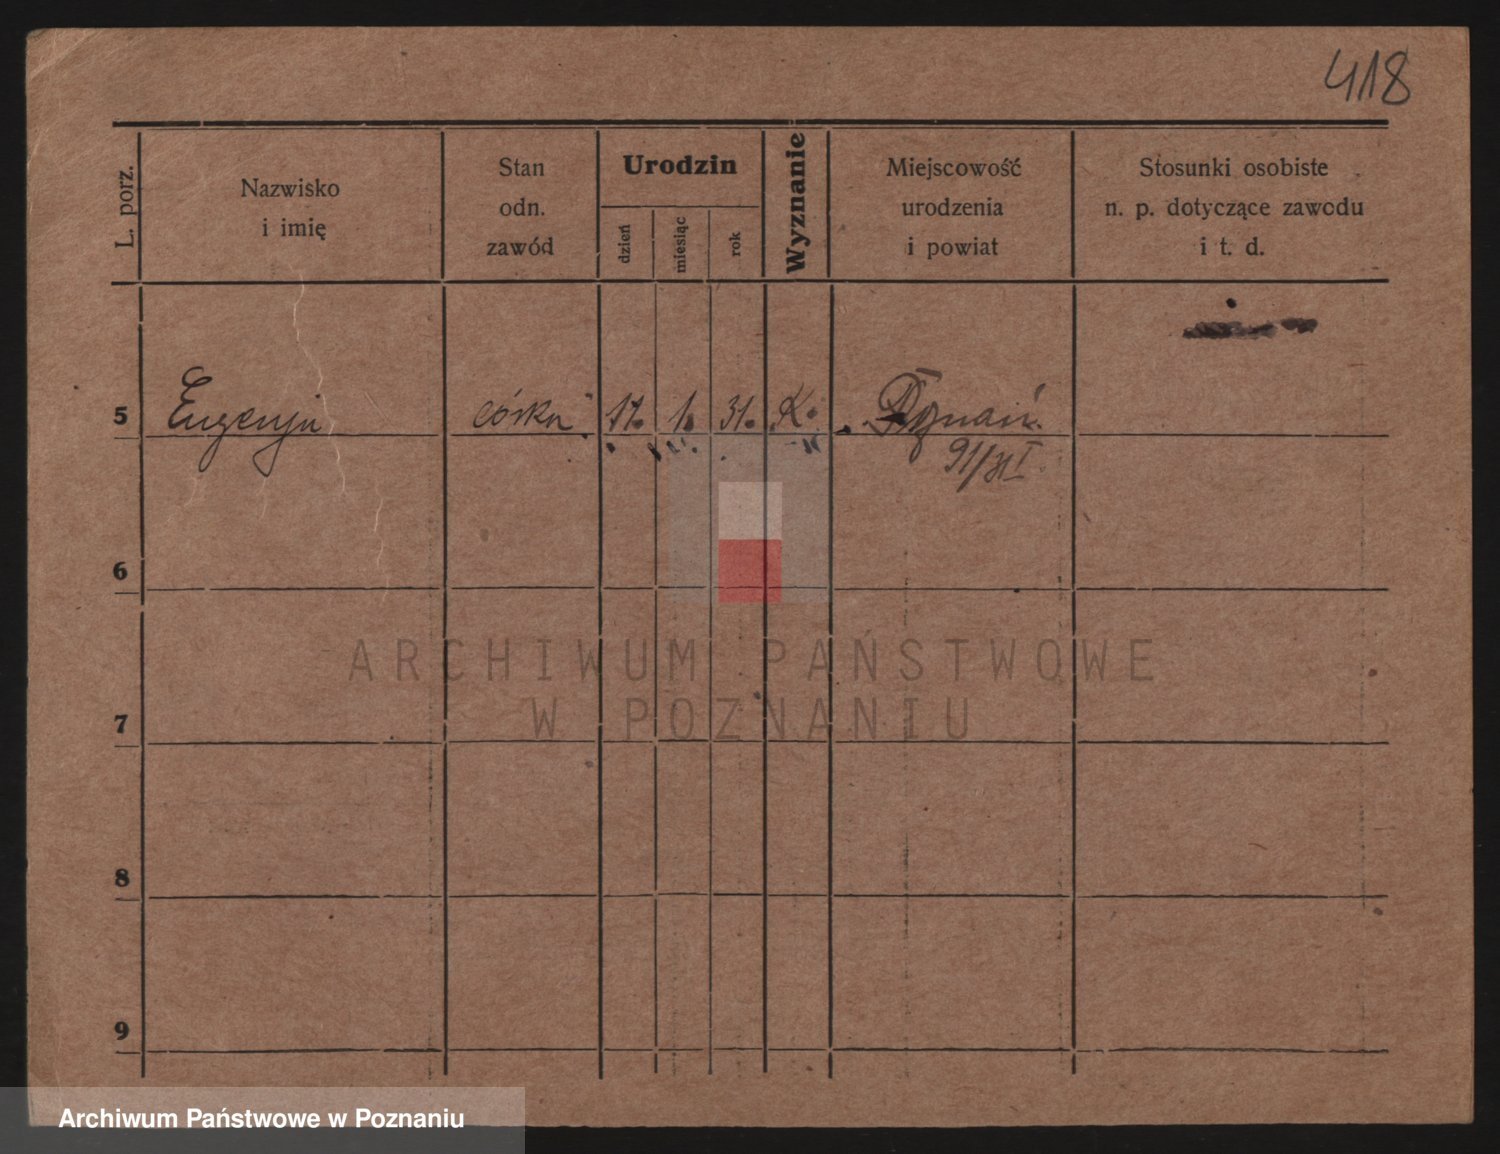 418
L. porz.
Nazwisko
i imię
Stan
odn.
zawód
Urodzin
dzień
miesiąc
rok
Wyznanie
Miejscowość
urodzenia
i powiat
Stosunki osobiste
n. p. dotyczące zawodu
i t. d.
5 Eugenja córka 17. 1. 31. K. Poznań.
6
ARCHIWUM PAŃSTWOWE
W POZNANIU
7
8
9
Archiwum Państwowe w Poznaniu